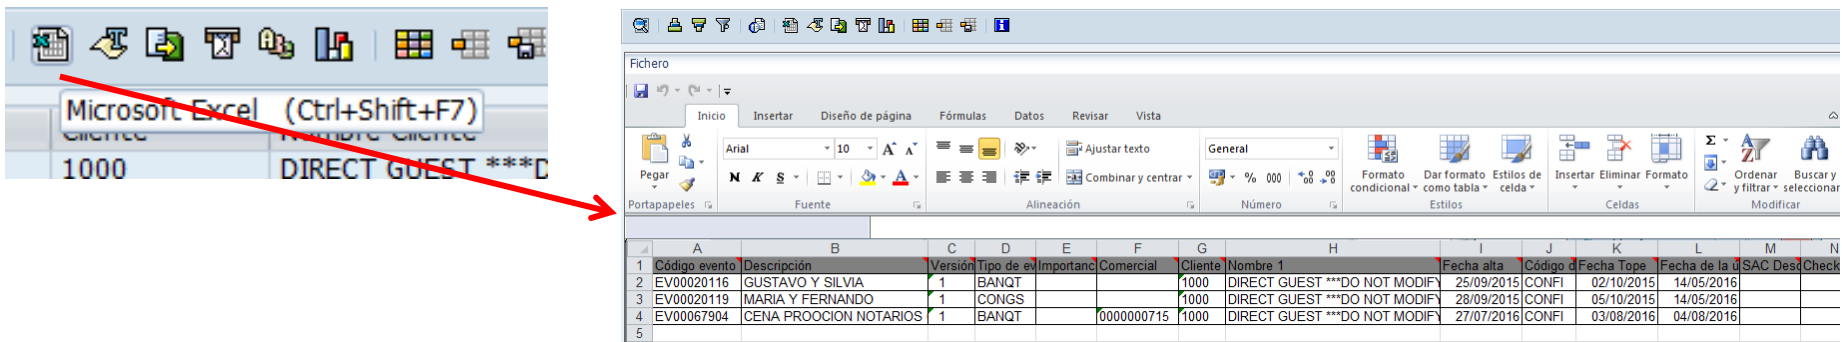 Microsoft Excel (Ctrl+Shift+F7)
Cliente Nombre Cliente
1000 DIRECT GUEST ***D
Fichero
Inicio Insertar Diseño de página Fórmulas Datos Revisar Vista
Arial 10 Ajustar texto General
Pegar N K S Combinar y centrar % 000
Formato condicional Dar formato como tabla Estilos de celda Insertar Eliminar Formato Ordenar y filtrar Buscar y seleccionar
Portapapeles Fuente Alineación Número Estilos Celdas Modificar
A B C D E F G H I J K L M N
1 Código evento Descripción Versión Tipo de ev Importanc Comercial Cliente Nombre 1 Fecha alta Código d Fecha Tope Fecha de la ú SAC Desc Check
2 EV00020116 GUSTAVO Y SILVIA 1 BANQT 1000 DIRECT GUEST ***DO NOT MODIFY 25/09/2015 CONFI 02/10/2015 14/05/2016
3 EV00020119 MARIA Y FERNANDO 1 CONGS 1000 DIRECT GUEST ***DO NOT MODIFY 28/09/2015 CONFI 05/10/2015 14/05/2016
4 EV00067904 CENA PROOCION NOTARIOS 1 BANQT 0000000715 1000 DIRECT GUEST ***DO NOT MODIFY 27/07/2016 CONFI 03/08/2016 04/08/2016
5